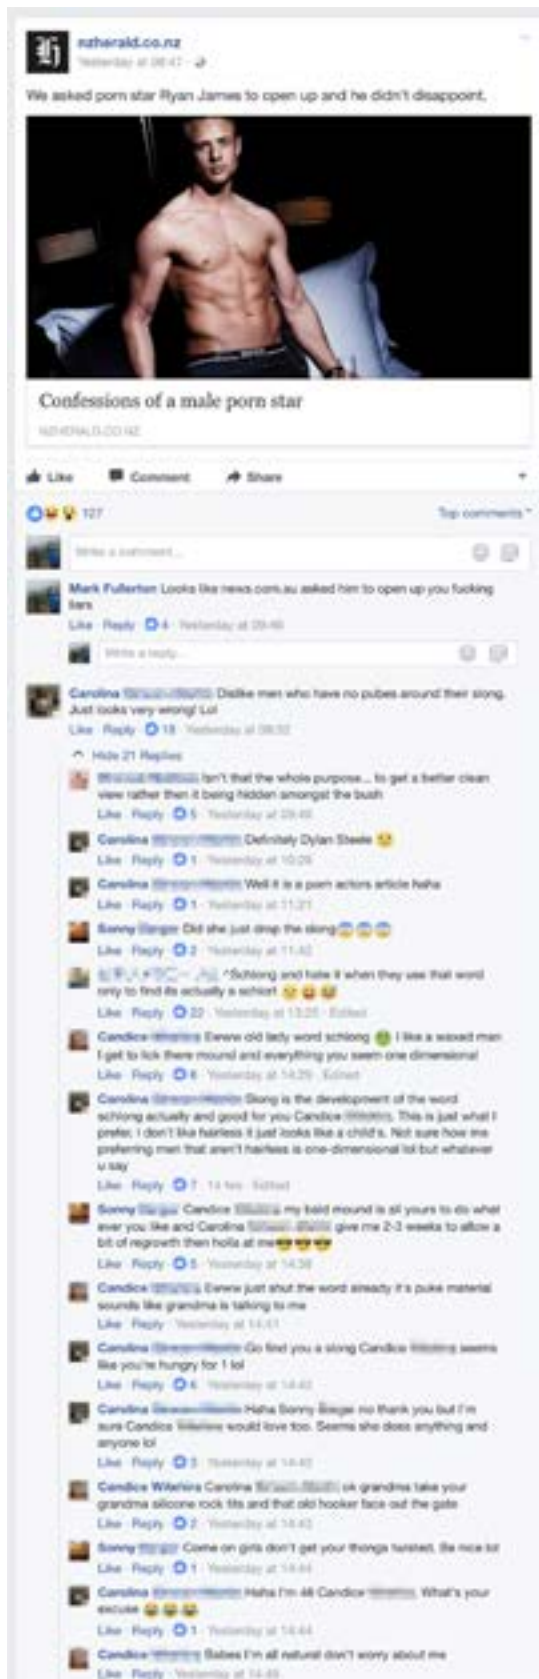 nzherald.co.nz
Yesterday at 08:47
We asked porn star Ryan James to open up and he didn't disappoint.
Confessions of a male porn star
NZHERALD.CO.NZ
Like Comment Share
127 Top comments
Write a comment...
Mark Fullerton Looks like news.com.au asked him to open up you fucking
liars
Like Reply 4 Yesterday at
Write a reply...
Carolina Dislike men who have no pubes around their slong.
Just looks very wrong! Lol
Like Reply 18 Yesterday at
Hide 21 Replies
Isn't that the whole purpose... to get a better clean
view rather then it being hidden amongst the bush
Like Reply 5 Yesterday at
Carolina Definitely Dylan Steele
Like Reply 1 Yesterday at 10:26
Carolina Well it is a porn actors article haha
Like Reply 1 Yesterday at 11:21
Sonny Did she just drop the slong
Like Reply 2 Yesterday at 11:42
^Schlong and hate it when they use that word
only to find its actually a schlort
Like Reply 22 Yesterday at 13:25 Edited
Candice Ewww old lady word schlong I like a waxed man
I get to lick there mound and everything you seem one dimensional
Like Reply 6 Yesterday at 14:29 Edited
Carolina Slong is the development of the word
schlong actually and good for you Candice This is just what I
prefer, I don't like hairless it just looks like a child's. Not sure how me
preferring men that aren't hairless is one-dimensional lol but whatever
u say
Like Reply 7 14 hrs Edited
Sonny Candice my bald mound is all yours to do what
ever you like and Carolina give me 2-3 weeks to allow a
bit of regrowth then holla at me
Like Reply 5 Yesterday at 14:38
Candice Ewww just shut the word already it's puke material
sounds like grandma is talking to me
Like Reply Yesterday at 14:41
Carolina Go find you a slong Candice seems
like you're hungry for 1 lol
Like Reply 6 Yesterday at 14:42
Carolina Haha Sonny no thank you but I'm
sure Candice would love too. Seems she does anything and
anyone lol
Like Reply 3 Yesterday at 14:43
Candice Witehira Carolina ok grandma take your
grandma silicone rock tits and that old hooker face out the gate
Like Reply 2 Yesterday at 14:43
Sonny Come on girls don't get your thongs twisted. Be nice lol
Like Reply 1 Yesterday at 14:44
Carolina Haha I'm 46 Candice What's your
excuse
Like Reply 1 Yesterday at 14:44
Candice Babes I'm all natural don't worry about me
Like Reply Yesterday at 14:45